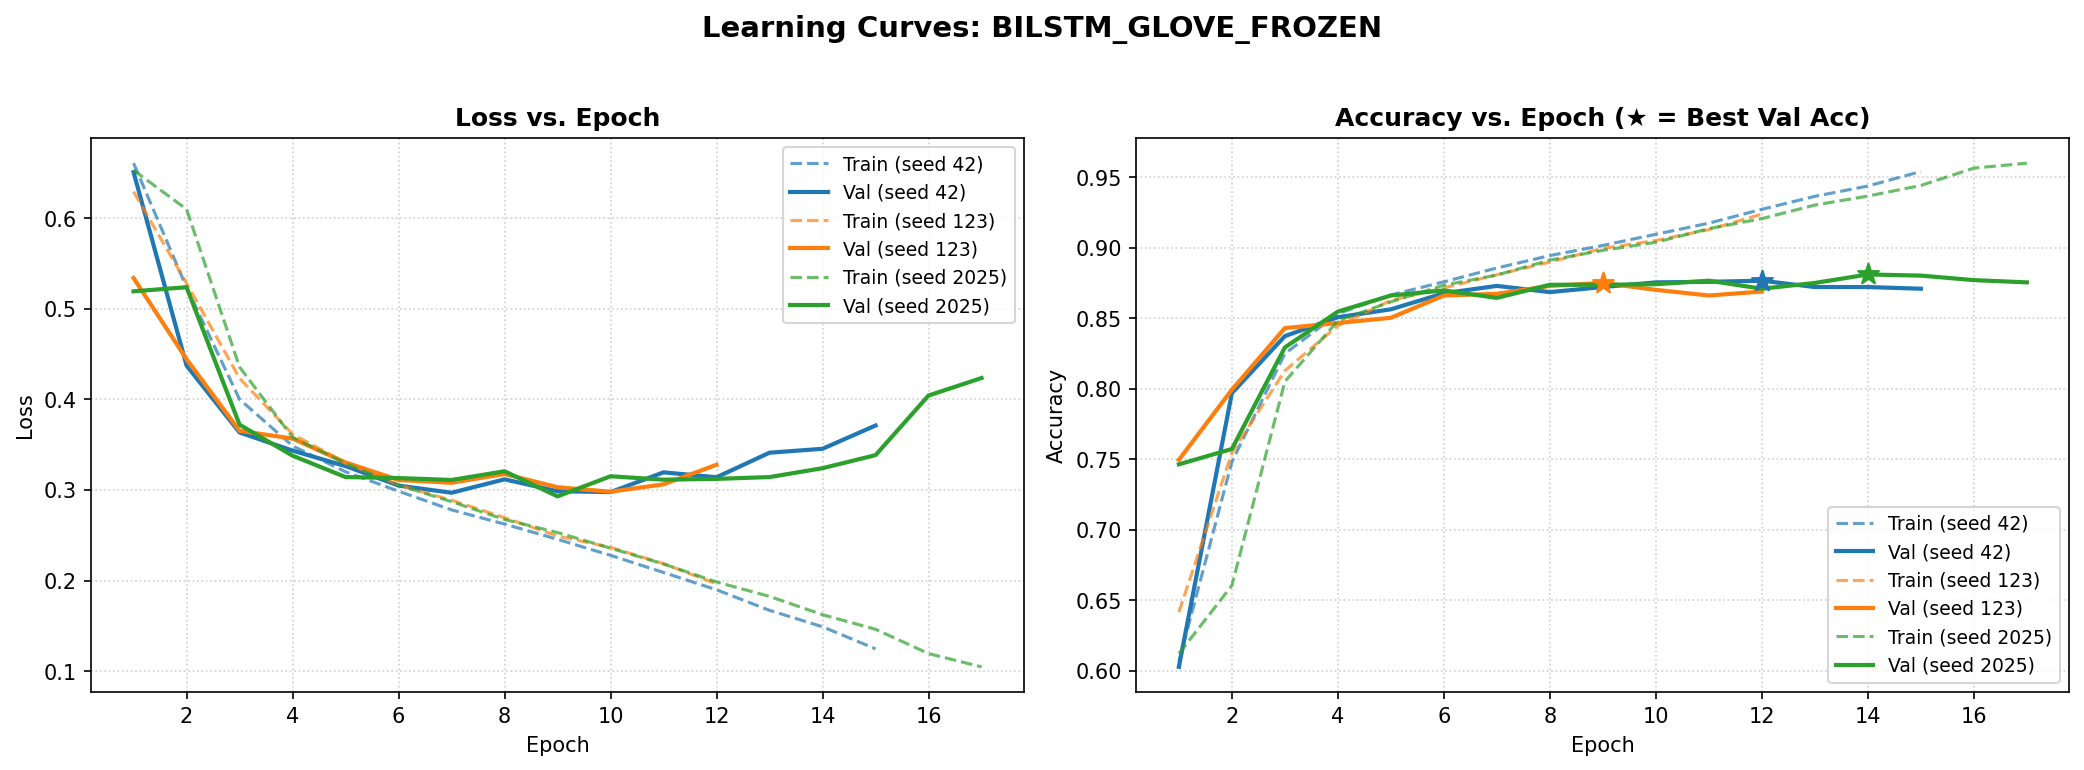 Learning Curves: BILSTM_GLOVE_FROZEN
Loss vs. Epoch
Loss
0.6
0.5
0.4
0.3
0.2
0.1
2 4 6 8 10 12 14 16
Epoch
Train (seed 42)
Val (seed 42)
Train (seed 123)
Val (seed 123)
Train (seed 2025)
Val (seed 2025)
Accuracy vs. Epoch (★ = Best Val Acc)
Accuracy
0.95
0.90
0.85
0.80
0.75
0.70
0.65
0.60
2 4 6 8 10 12 14 16
Epoch
Train (seed 42)
Val (seed 42)
Train (seed 123)
Val (seed 123)
Train (seed 2025)
Val (seed 2025)